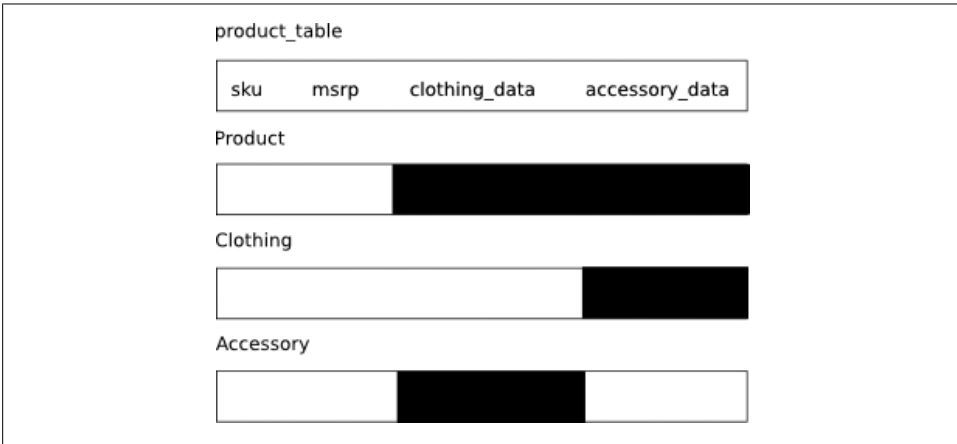 product_table
sku msrp clothing_data accessory_data
Product
Clothing
Accessory